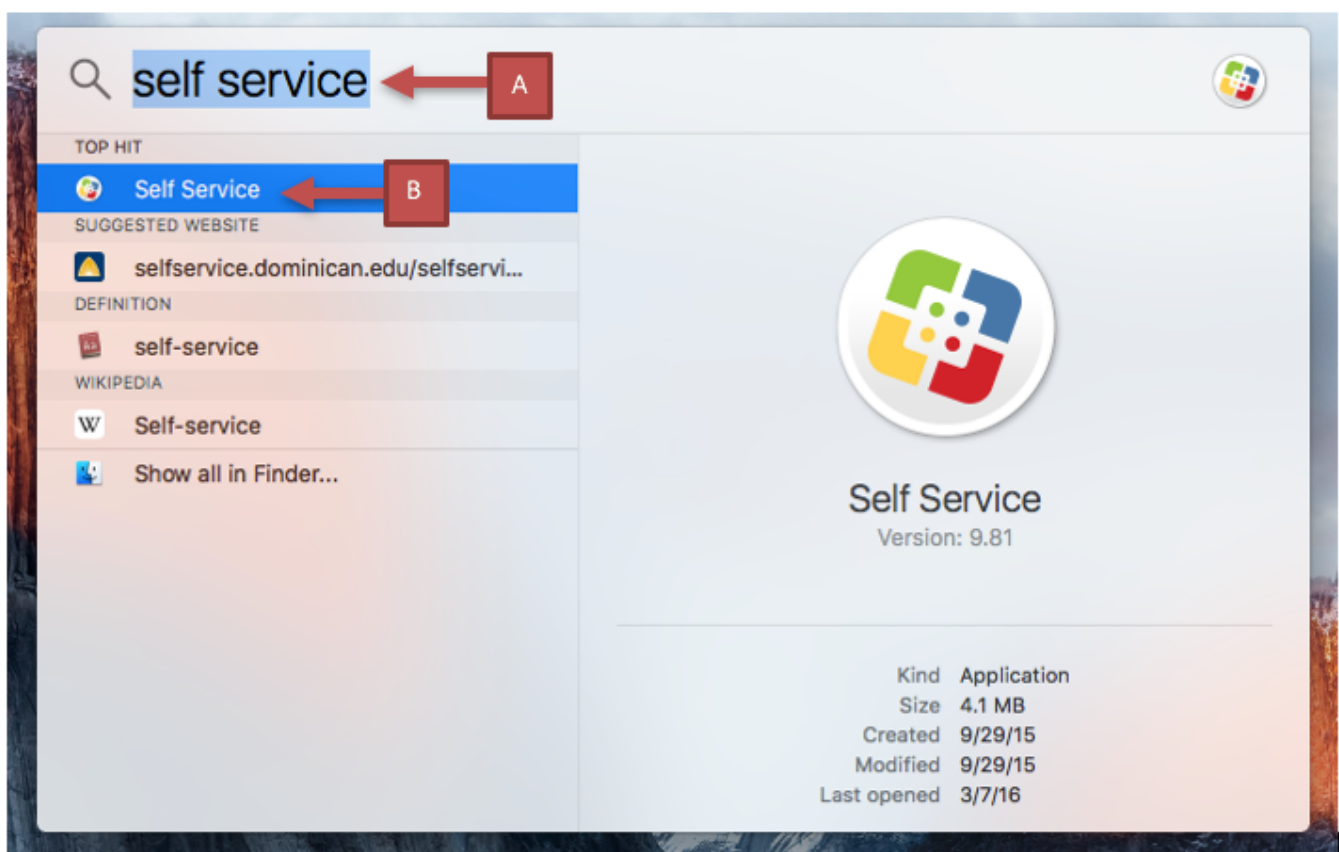 self service
A
TOP HIT
Self Service
B
SUGGESTED WEBSITE
selfservice.dominican.edu/selfservi...
DEFINITION
self-service
WIKIPEDIA
W Self-service
Show all in Finder...
Self Service
Version: 9.81
Kind Application
Size 4.1 MB
Created 9/29/15
Modified 9/29/15
Last opened 3/7/16